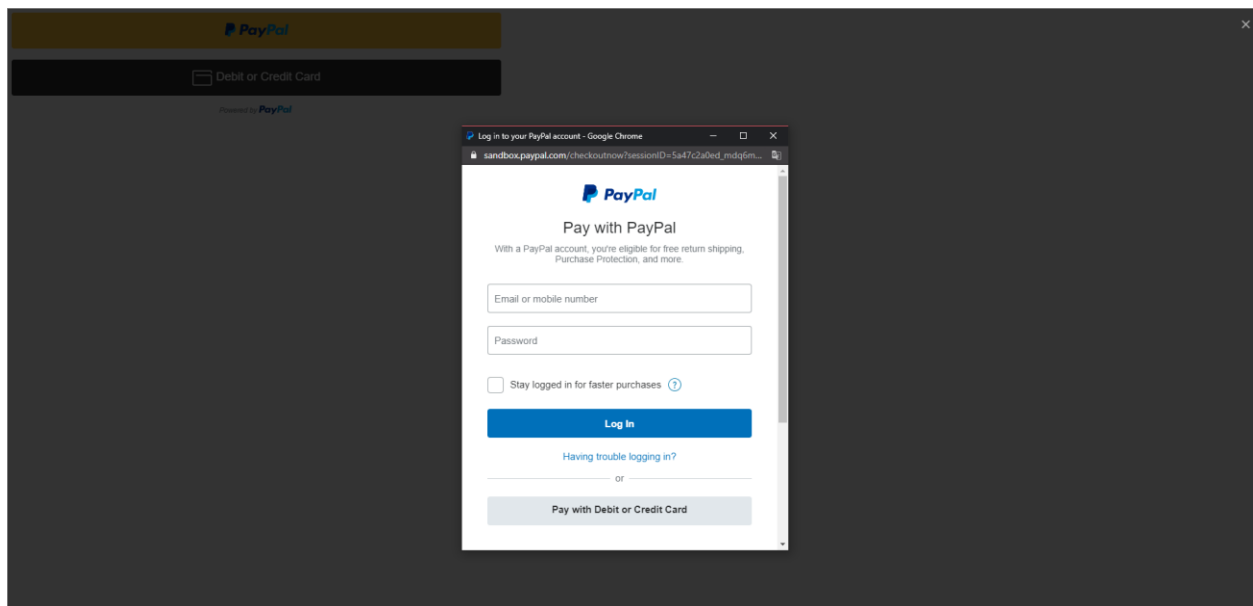 PayPal
Debit or Credit Card
Powered by PayPal
Log in to your PayPal account - Google Chrome
sandbox.paypal.com/checkoutnow?sessionID=5a47c2a0ed_mdq6m...
PayPal
Pay with PayPal
With a PayPal account, you're eligible for free return shipping,
Purchase Protection, and more.
Email or mobile number
Password
Stay logged in for faster purchases ?
Log In
Having trouble logging in?
or
Pay with Debit or Credit Card